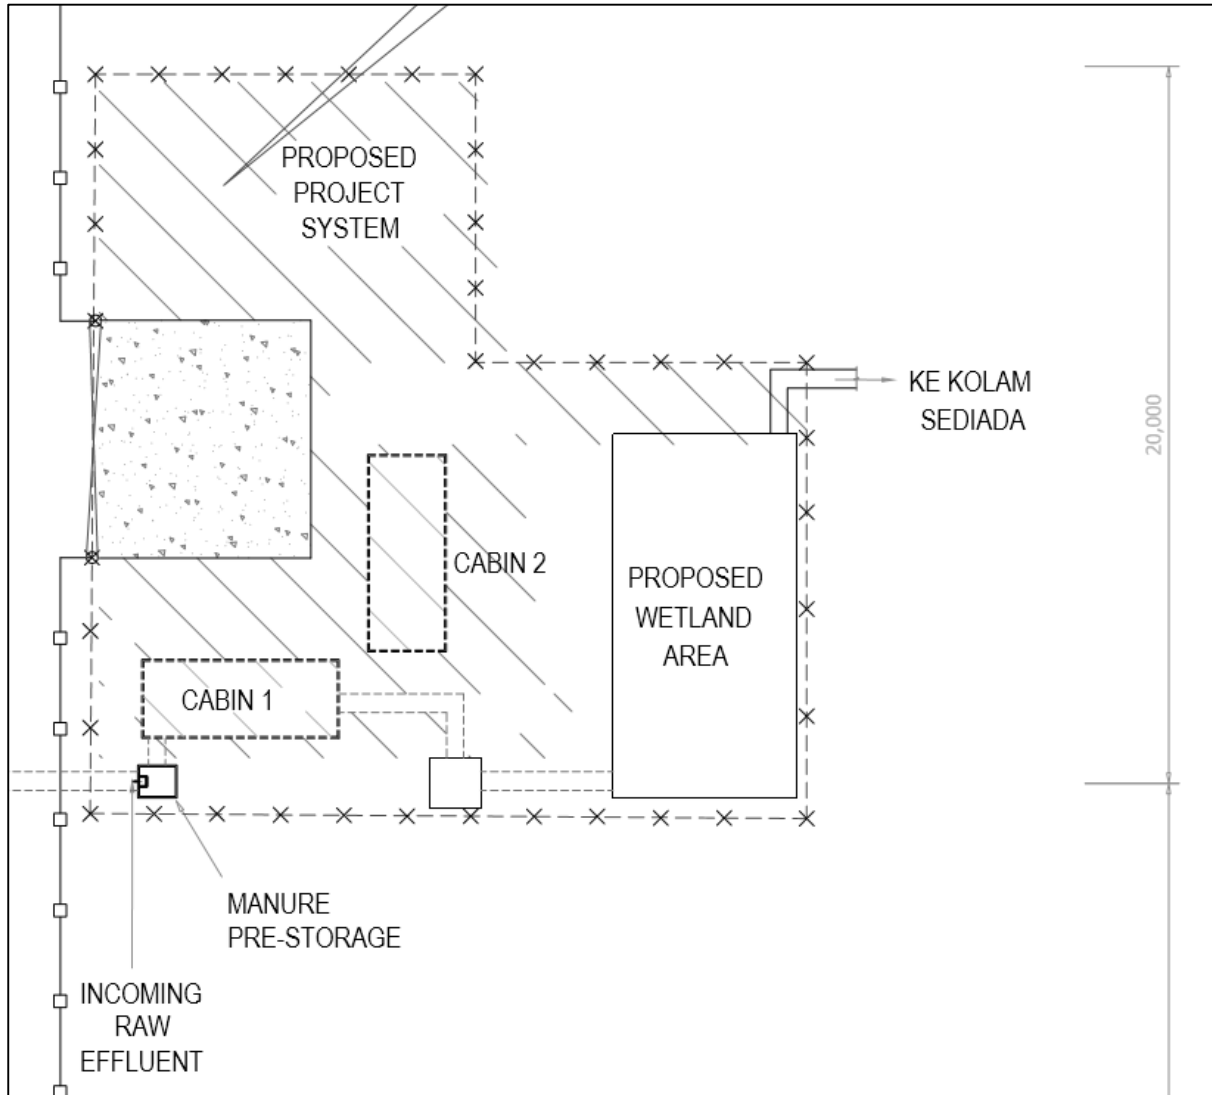 PROPOSED
PROJECT
SYSTEM
KE KOLAM
SEDIADA
20,000
CABIN 2
PROPOSED
WETLAND
AREA
CABIN 1
MANURE
PRE-STORAGE
INCOMING
RAW
EFFLUENT